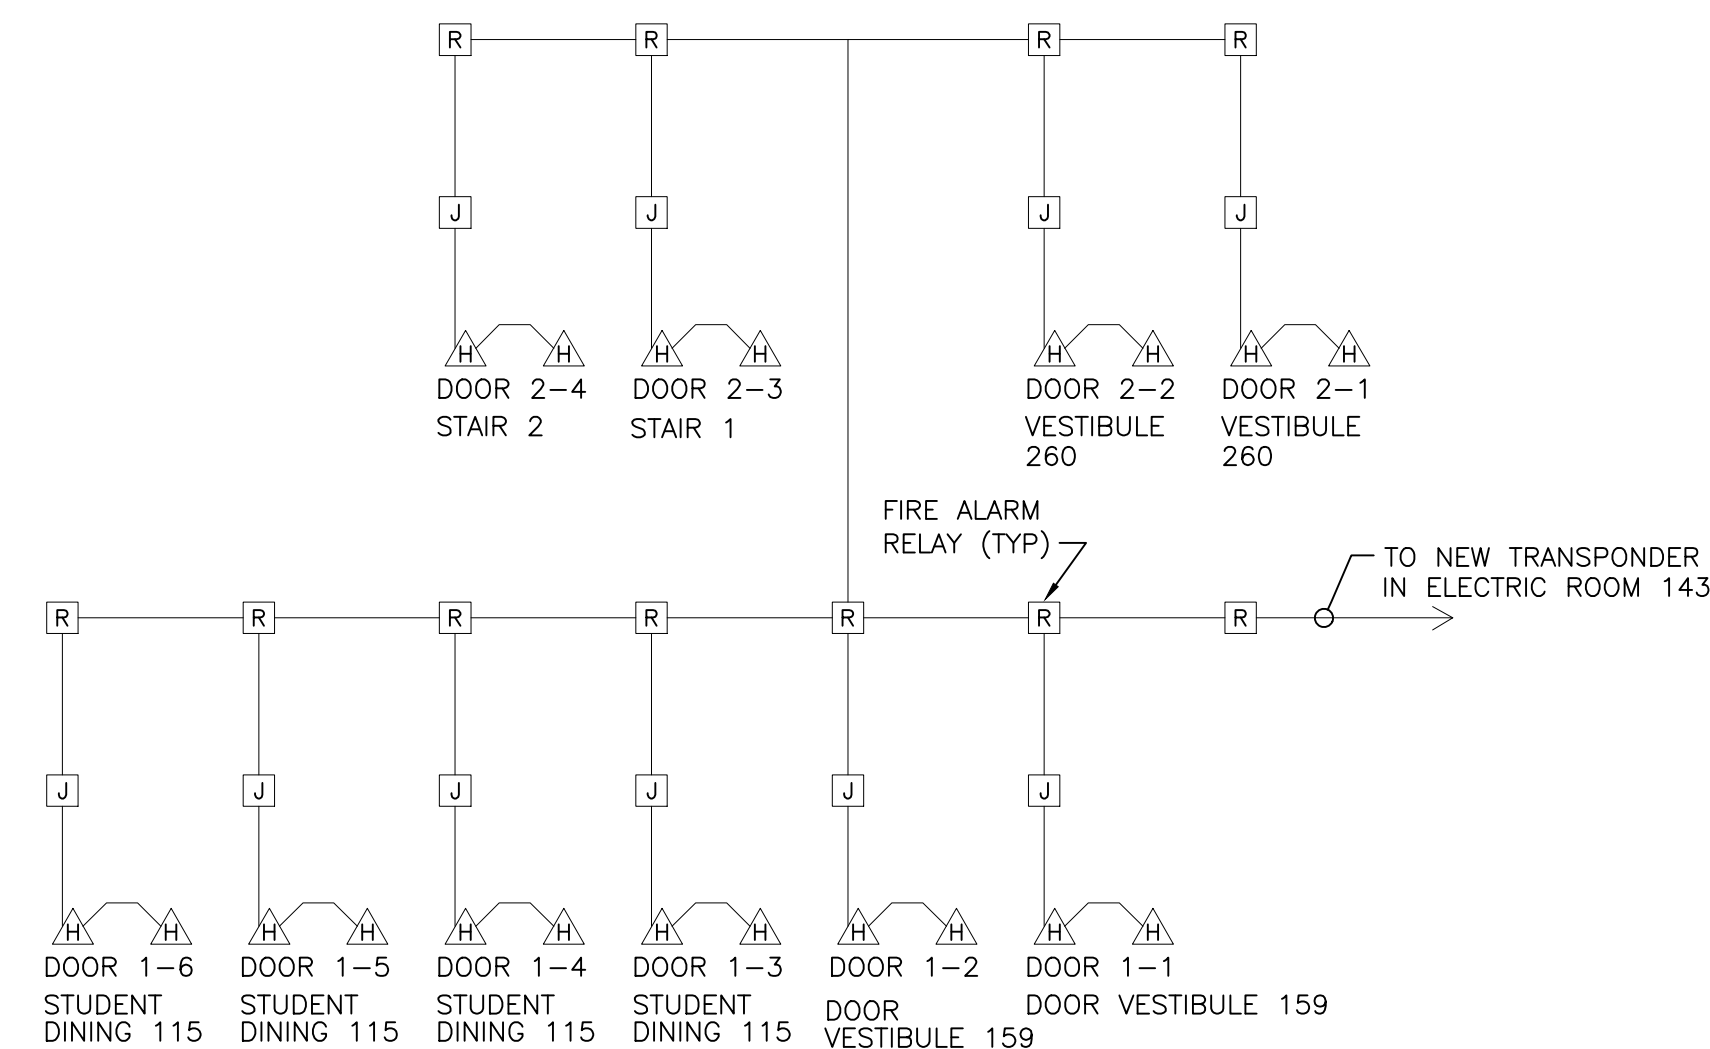 R R R R
J J J J
H H H H H H H H
DOOR 2-4
STAIR 2
DOOR 2-3
STAIR 1
DOOR 2-2
VESTIBULE
260
DOOR 2-1
VESTIBULE
260
FIRE ALARM
RELAY (TYP)
TO NEW TRANSPONDER
IN ELECTRIC ROOM 143
R R R R R R R
J J J J J J
H H H H H H H H H H H H
DOOR 1-6
STUDENT
DINING 115
DOOR 1-5
STUDENT
DINING 115
DOOR 1-4
STUDENT
DINING 115
DOOR 1-3
STUDENT
DINING 115
DOOR 1-2
DOOR
VESTIBULE 159
DOOR 1-1
DOOR VESTIBULE 159